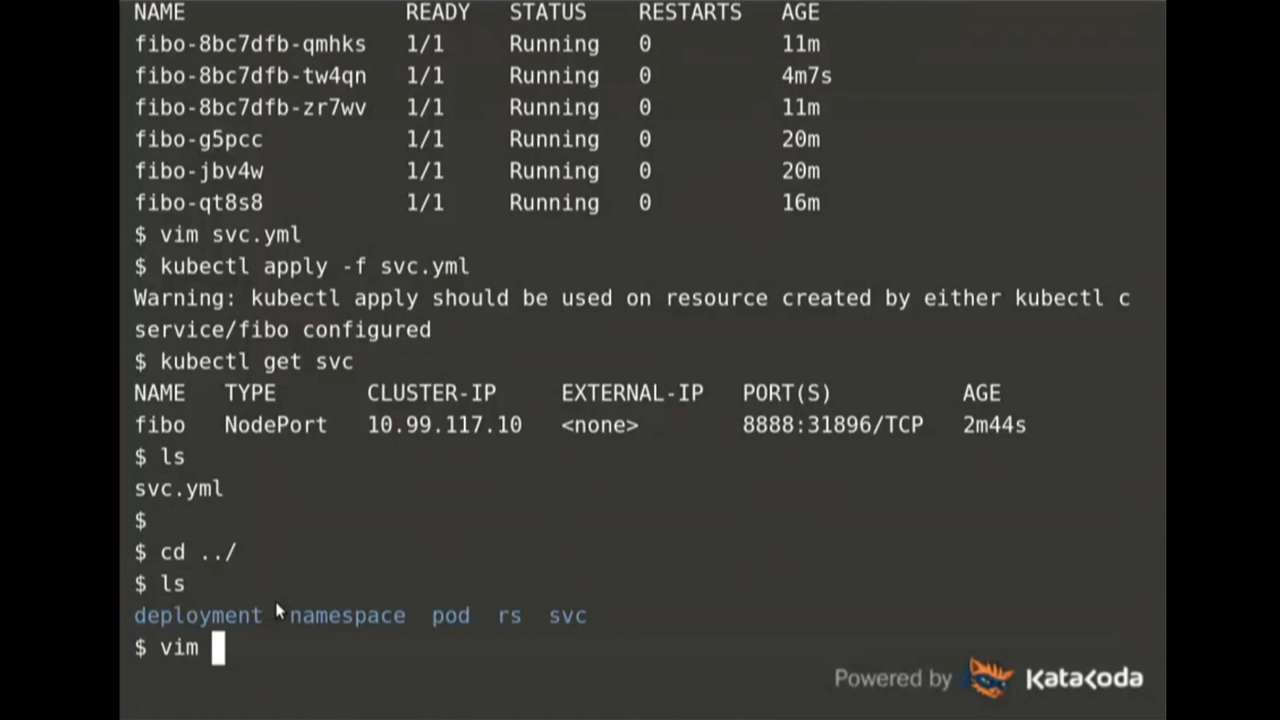 NAME READY STATUS RESTARTS AGE
fibo-8bc7dfb-qmhks 1/1 Running 0 11m
fibo-8bc7dfb-tw4qn 1/1 Running 0 4m7s
fibo-8bc7dfb-zr7wv 1/1 Running 0 11m
fibo-g5pcc 1/1 Running 0 20m
fibo-jbv4w 1/1 Running 0 20m
fibo-qt8s8 1/1 Running 0 16m
$ vim svc.yml
$ kubectl apply -f svc.yml
Warning: kubectl apply should be used on resource created by either kubectl c
service/fibo configured
$ kubectl get svc
NAME TYPE CLUSTER-IP EXTERNAL-IP PORT(S) AGE
fibo NodePort 10.99.117.10 <none> 8888:31896/TCP 2m44s
$ ls
svc.yml
$
$ cd ../
$ ls
deployment namespace pod rs svc
$ vim
Powered by Katacoda